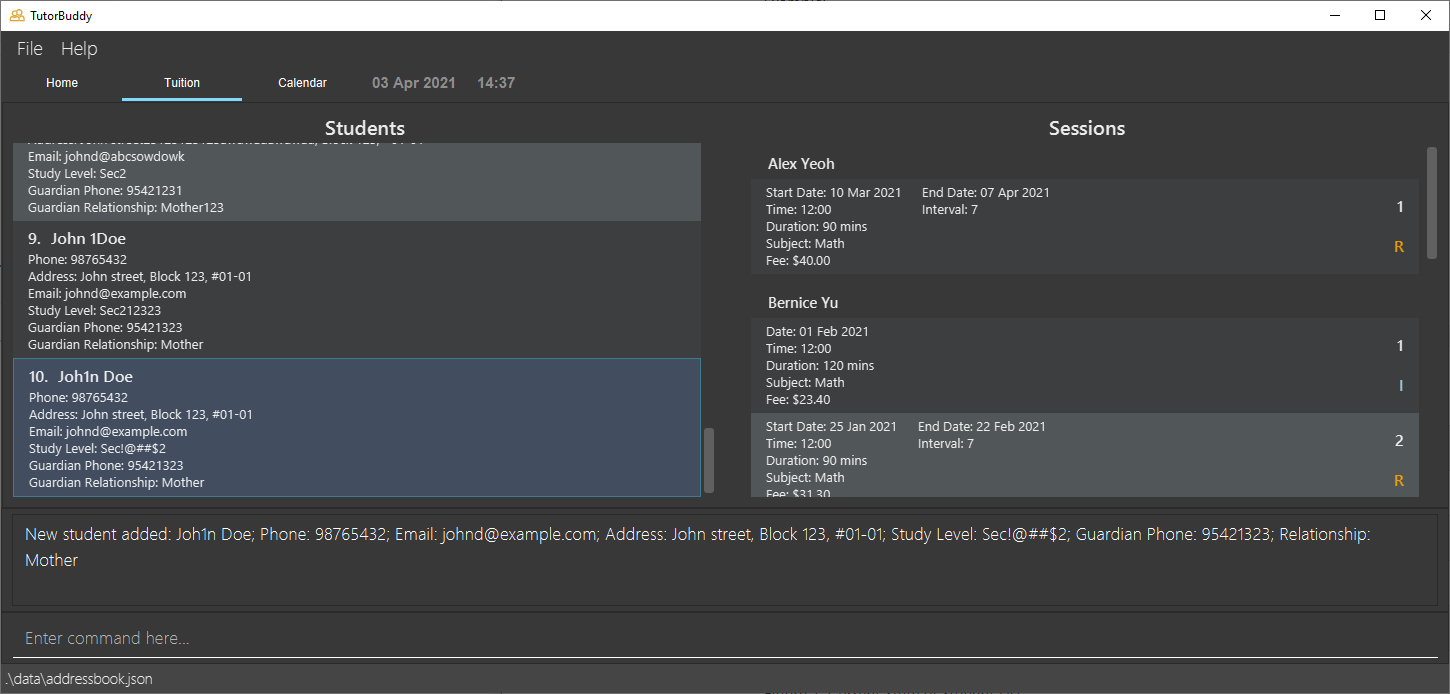 TutorBuddy
File Help
Home Tuition Calendar 03 Apr 2021 14:37
Students
Email: johnd@abcsowdowk
Study Level: Sec2
Guardian Phone: 95421231
Guardian Relationship: Mother123
9. John 1Doe
Phone: 98765432
Address: John street, Block 123, #01-01
Email: johnd@example.com
Study Level: Sec212323
Guardian Phone: 95421323
Guardian Relationship: Mother
10. Joh1n Doe
Phone: 98765432
Address: John street, Block 123, #01-01
Email: johnd@example.com
Study Level: Sec!@##$2
Guardian Phone: 95421323
Guardian Relationship: Mother
Sessions
Alex Yeoh
Start Date: 10 Mar 2021 End Date: 07 Apr 2021
Time: 12:00 Interval: 7
1
Duration: 90 mins
Subject: Math
R
Fee: $40.00
Bernice Yu
Date: 01 Feb 2021
Time: 12:00
1
Duration: 120 mins
Subject: Math
I
Fee: $23.40
Start Date: 25 Jan 2021 End Date: 22 Feb 2021
Time: 12:00 Interval: 7
2
Duration: 90 mins
Subject: Math
R
Fee: $31.30
New student added: Joh1n Doe; Phone: 98765432; Email: johnd@example.com; Address: John street, Block 123, #01-01; Study Level: Sec!@##$2; Guardian Phone: 95421323; Relationship:
Mother
Enter command here...
.\data\addressbook.json